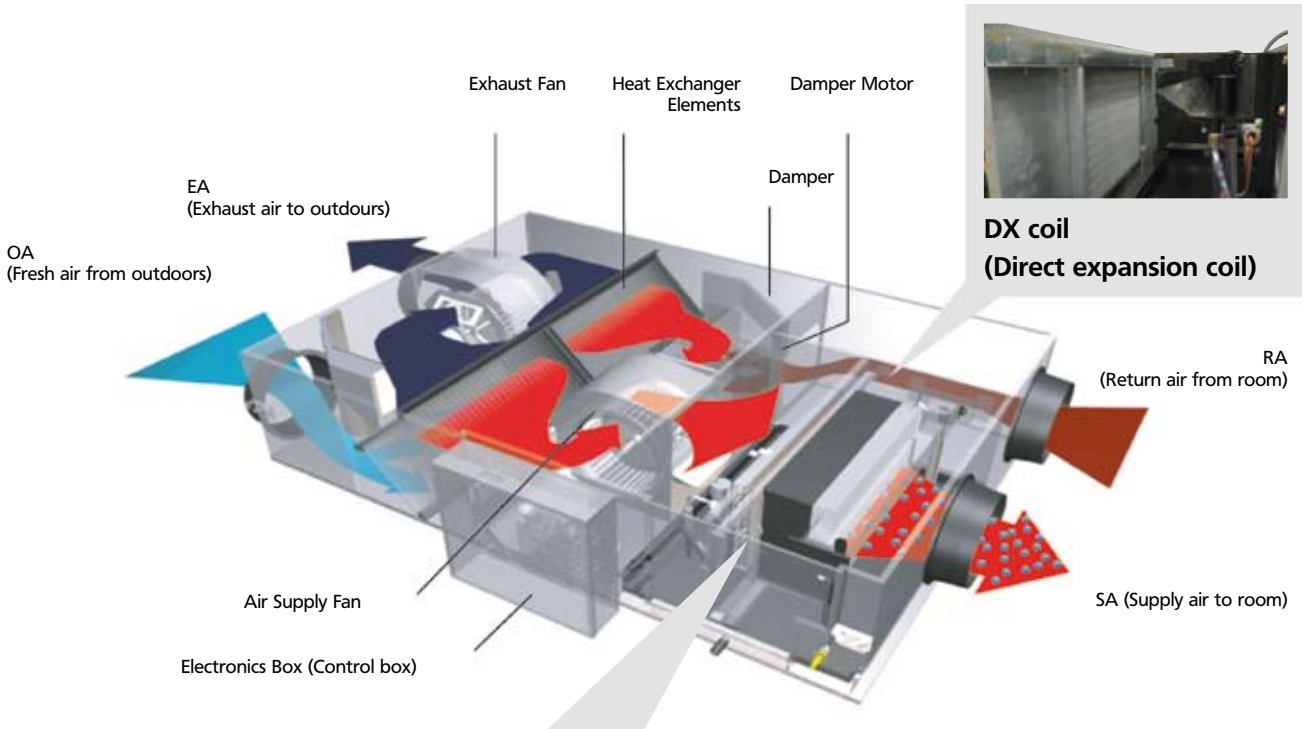 Exhaust Fan
Heat Exchanger
Elements
Damper Motor
Damper
EA
(Exhaust air to outdours)
OA
(Fresh air from outdoors)
DX coil
(Direct expansion coil)
RA
(Return air from room)
Air Supply Fan
SA (Supply air to room)
Electronics Box (Control box)